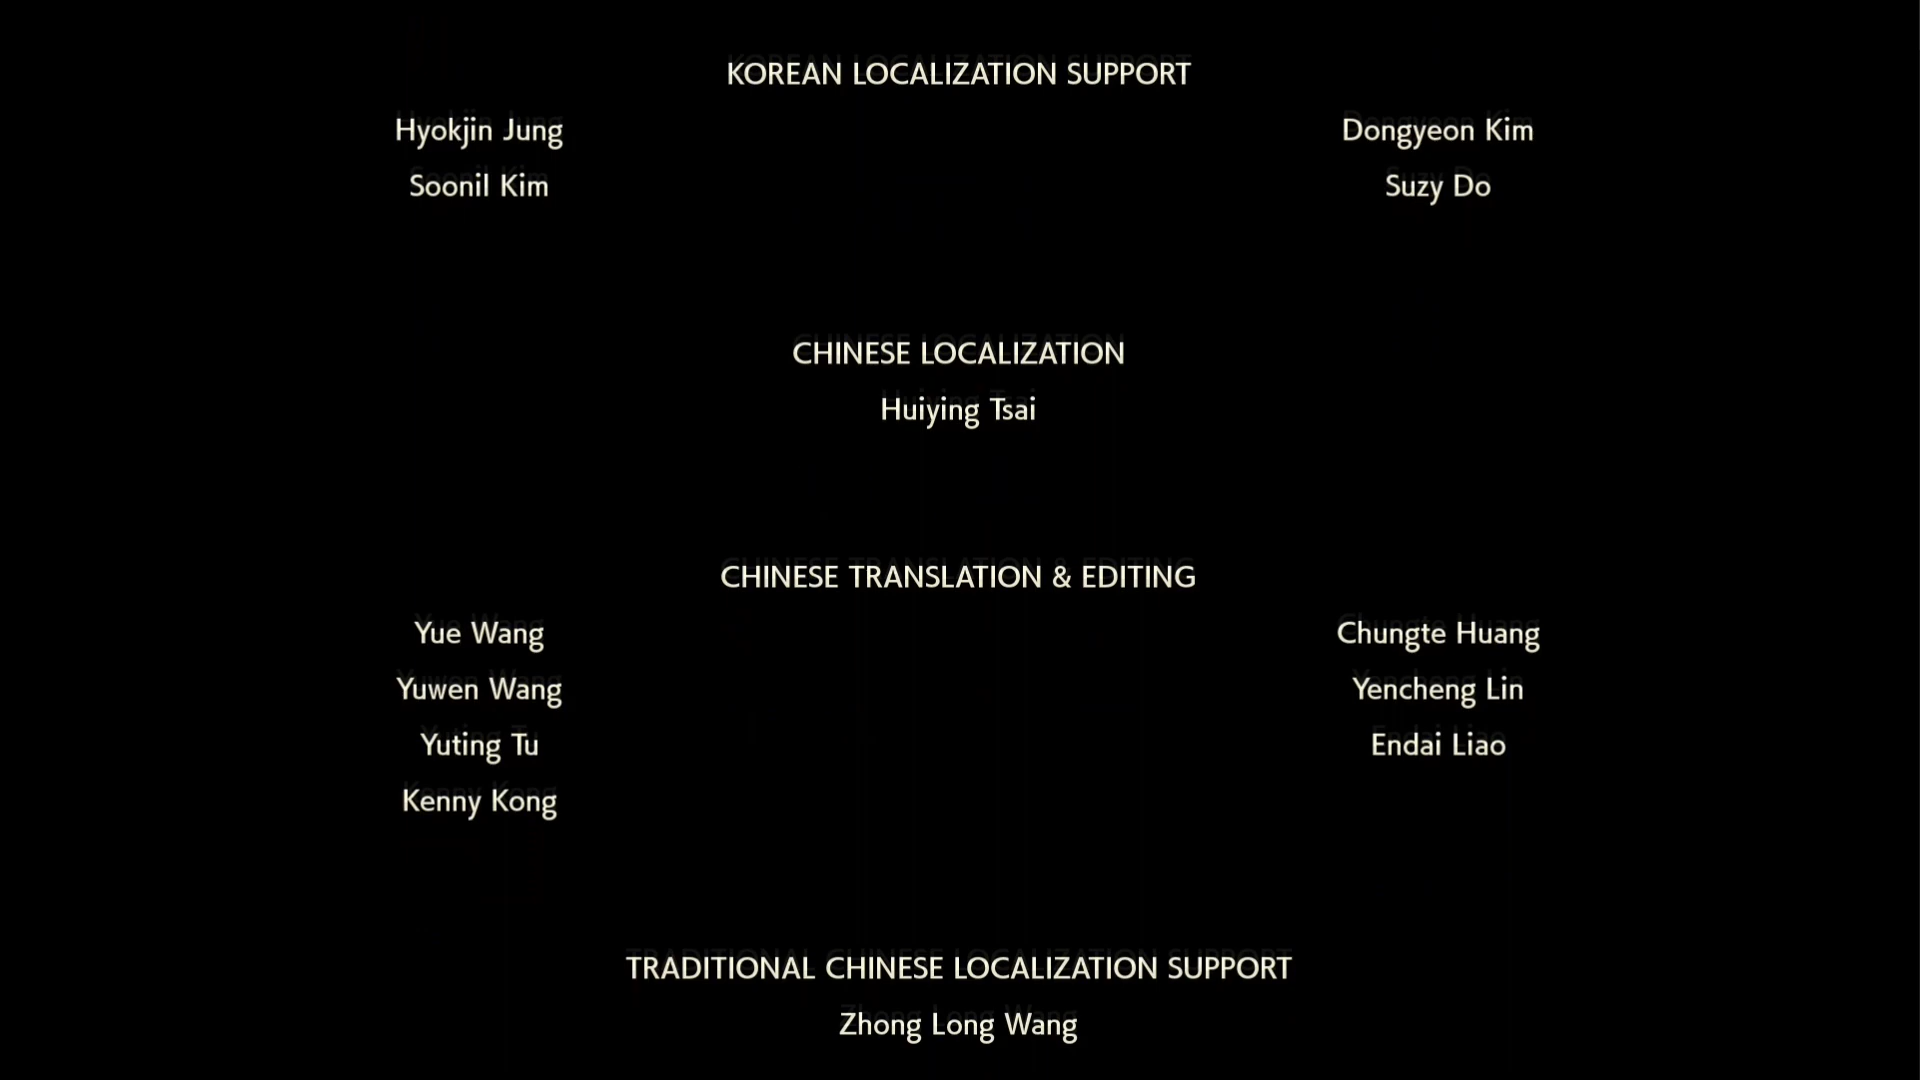 KOREAN LOCALIZATION SUPPORT
Hyokjin Jung Dongyeon Kim
Soonil Kim Suzy Do
CHINESE LOCALIZATION
Huiying Tsai
CHINESE TRANSLATION & EDITING
Yue Wang Chungte Huang
Yuwen Wang Yencheng Lin
Yuting Tu Endai Liao
Kenny Kong
TRADITIONAL CHINESE LOCALIZATION SUPPORT
Zhong Long Wang